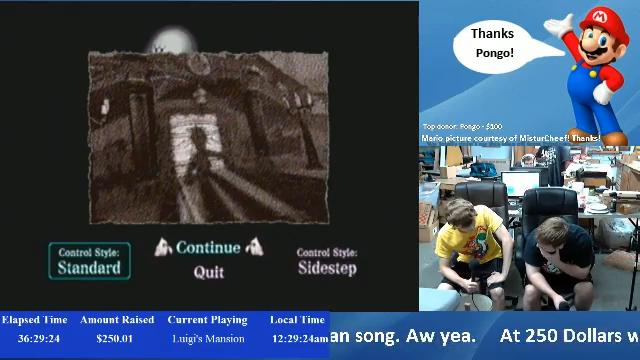 Thanks
Pongo!
Top donor: Pongo - $100
Mario picture courtesy of MisturCheef! Thanks!
Control Style:
Standard
Continue
Quit
Control Style:
Sidestep
Elapsed Time
Amount Raised
Current Playing
Local Time
36:29:24
$250.01
Luigi's Mansion
12:29:24am
an song. Aw yea. At 250 Dollars w